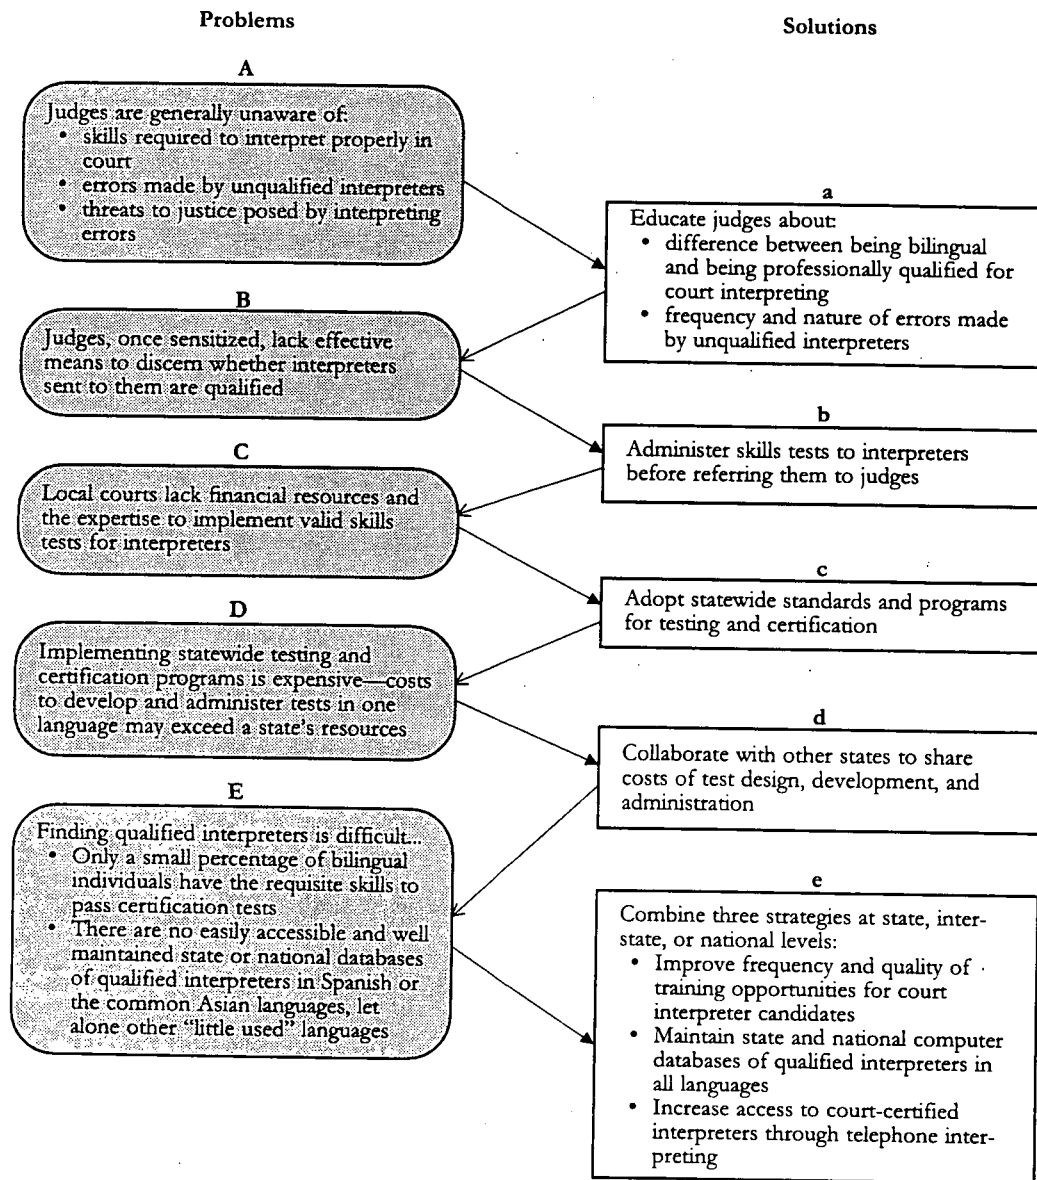 Problems
Solutions
A
Judges are generally unaware of:
• skills required to interpret properly in
court
• errors made by unqualified interpreters
• threats to justice posed by interpreting
errors
a
Educate judges about:
• difference between being bilingual
and being professionally qualified for
court interpreting
• frequency and nature of errors made
by unqualified interpreters
B
Judges, once sensitized, lack effective
means to discern whether interpreters
sent to them are qualified
b
Administer skills tests to interpreters
before referring them to judges
C
Local courts lack financial resources and
the expertise to implement valid skills
tests for interpreters
c
Adopt statewide standards and programs
for testing and certification
D
Implementing statewide testing and
certification programs is expensive—costs
to develop and administer tests in one
language may exceed a state's resources
d
Collaborate with other states to share
costs of test design, development, and
administration
E
Finding qualified interpreters is difficult...
• Only a small percentage of bilingual
individuals have the requisite skills to
pass certification tests
• There are no easily accessible and well
maintained state or national databases
of qualified interpreters in Spanish or
the common Asian languages, let
alone other "little used" languages
e
Combine three strategies at state, inter-
state, or national levels:
• Improve frequency and quality of
training opportunities for court
interpreter candidates
• Maintain state and national computer
databases of qualified interpreters in
all languages
• Increase access to court-certified
interpreters through telephone inter-
preting